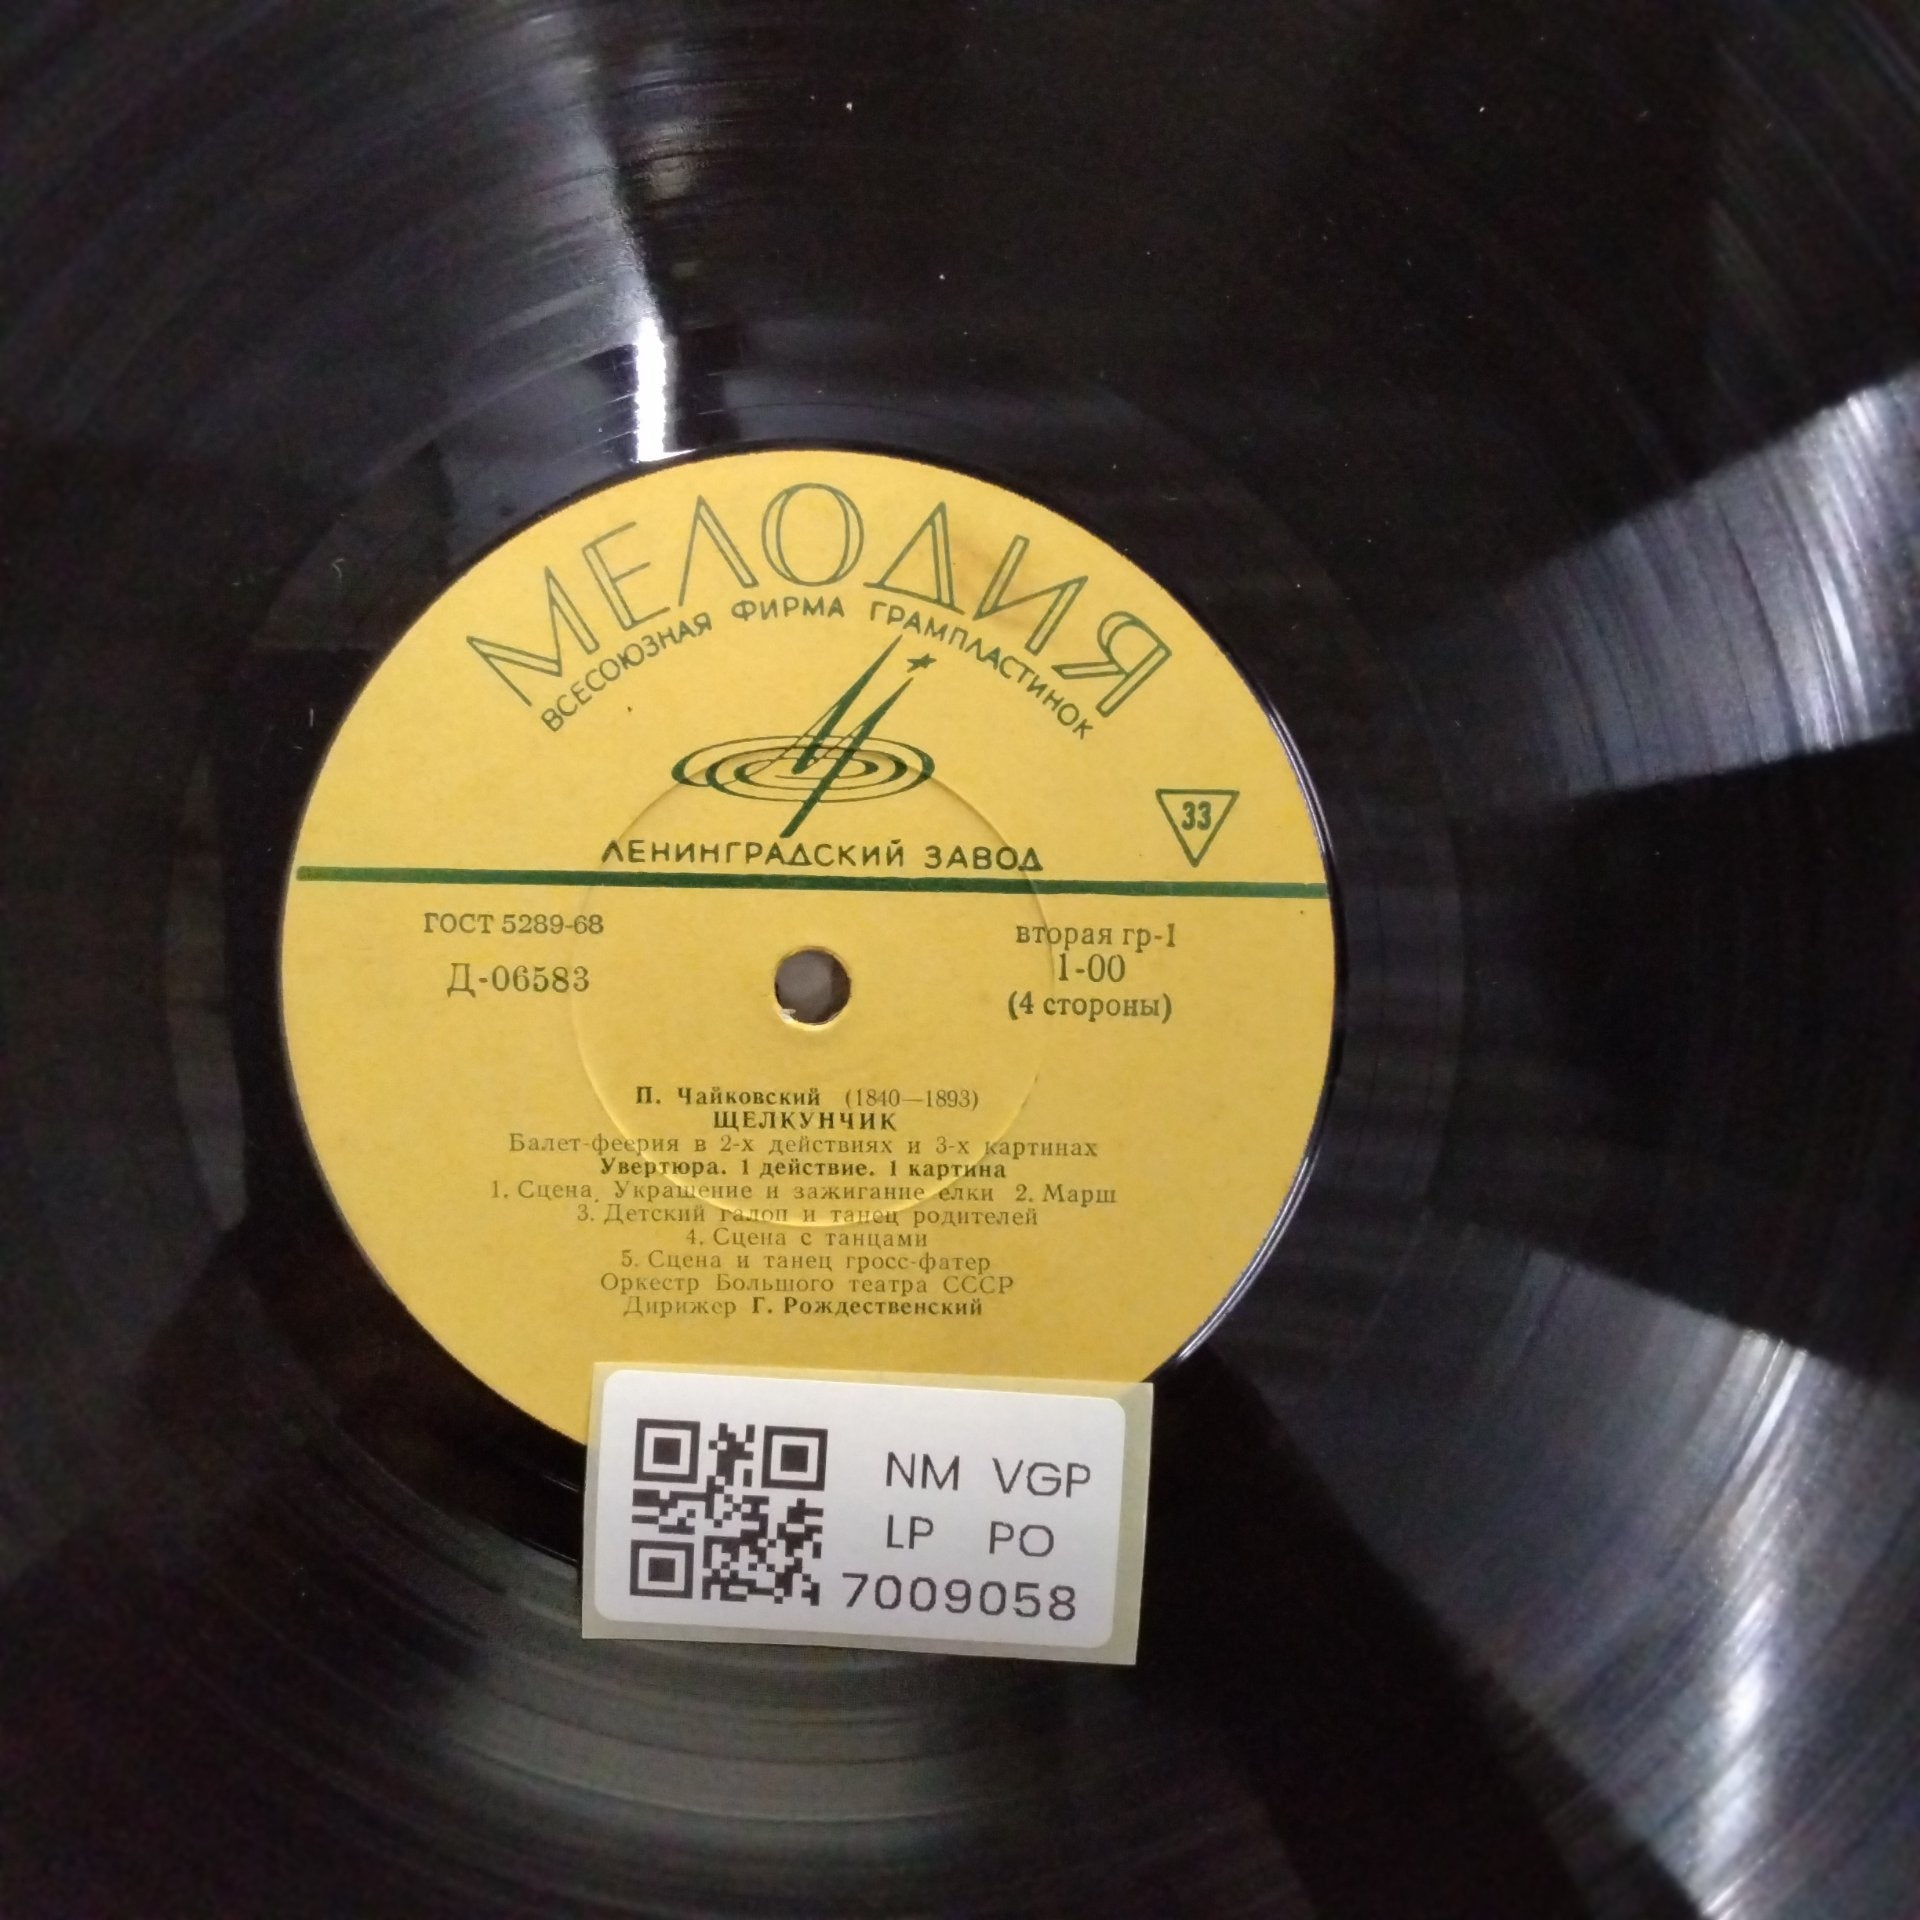 МЕЛОДИЯ
ВСЕСОЮЗНАЯ ФИРМА ГРАМПЛАСТИНОК
33
ЛЕНИНГРАДСКИЙ ЗАВОД
ГОСТ 5289-68
Д-06583
вторая гр-1
1-00
(4 стороны)
П. Чайковский (1840—1893)
ЩЕЛКУНЧИК
Балет-феерия в 2-х действиях и 3-х картинах
Увертюра. 1 действие. 1 картина
1. Сцена. Украшение и зажигание елки 2. Марш
3. Детский галоп и танец родителей
4. Сцена с танцами
5. Сцена и танец гросс-фатер
Оркестр Большого театра СССР
Дирижер Г. Рождественский
NM VGP
LP PO
7009058